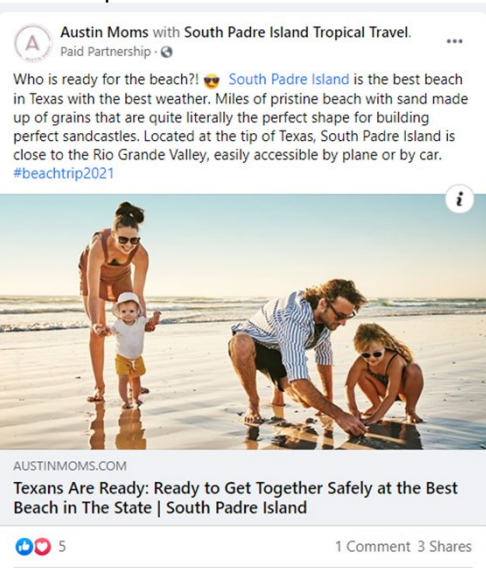 Austin Moms with South Padre Island Tropical Travel.
Paid Partnership ·
Who is ready for the beach?! 😎 South Padre Island is the best beach
in Texas with the best weather. Miles of pristine beach with sand made
up of grains that are quite literally the perfect shape for building
perfect sandcastles. Located at the tip of Texas, South Padre Island is
close to the Rio Grande Valley, easily accessible by plane or by car.
#beachtrip2021
AUSTINMOMS.COM
Texans Are Ready: Ready to Get Together Safely at the Best
Beach in The State | South Padre Island
5
1 Comment 3 Shares